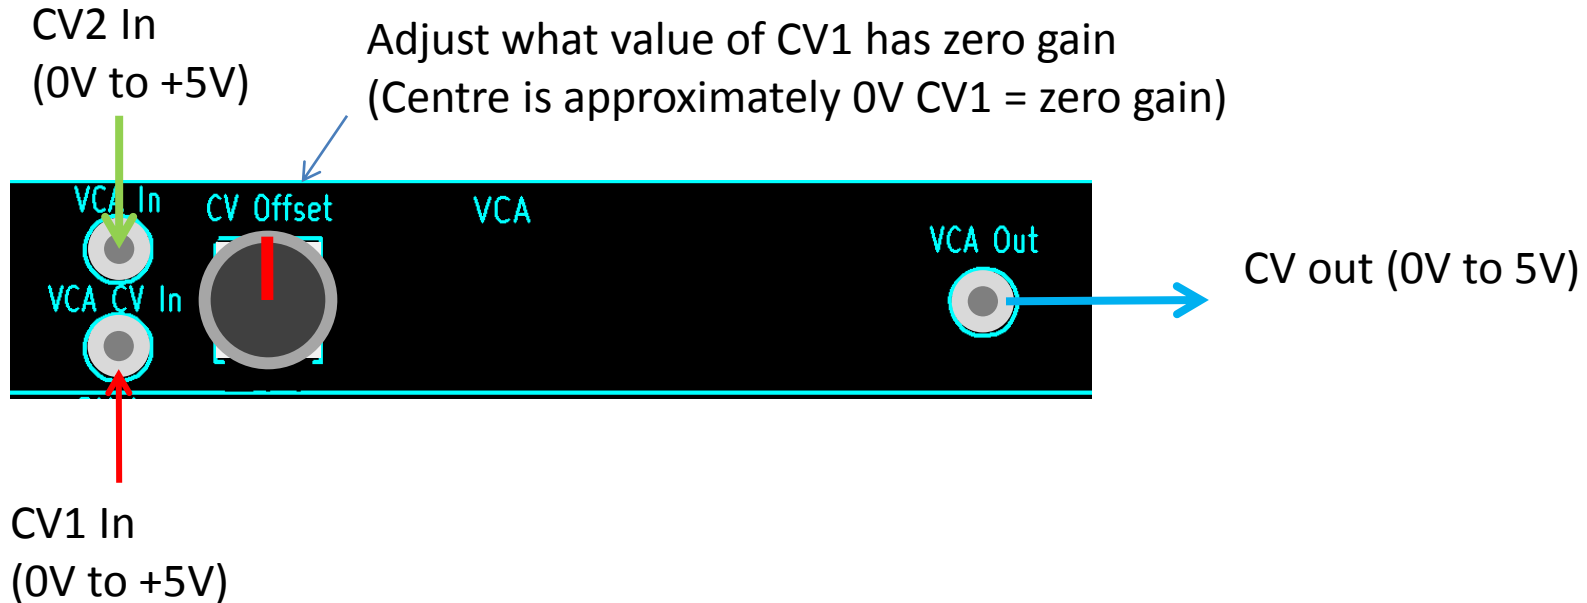 CV2 In
(0V to +5V)
Adjust what value of CV1 has zero gain
(Centre is approximately 0V CV1 = zero gain)
VCA In
CV Offset
VCA
VCA Out
VCA CV In
CV out (0V to 5V)
CV1 In
(0V to +5V)